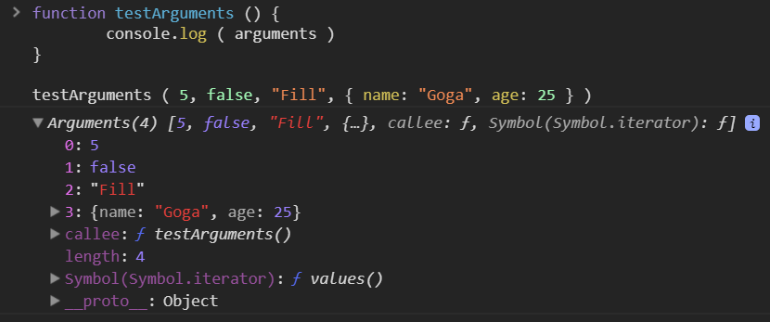 function testArguments () {
console.log ( arguments )
}
testArguments ( 5, false, "Fill", { name: "Goga", age: 25 } )
Arguments(4) [5, false, "Fill", {…}, callee: ƒ, Symbol(Symbol.iterator): ƒ] i
0: 5
1: false
2: "Fill"
3: {name: "Goga", age: 25}
callee: ƒ testArguments()
length: 4
Symbol(Symbol.iterator): ƒ values()
__proto__: Object